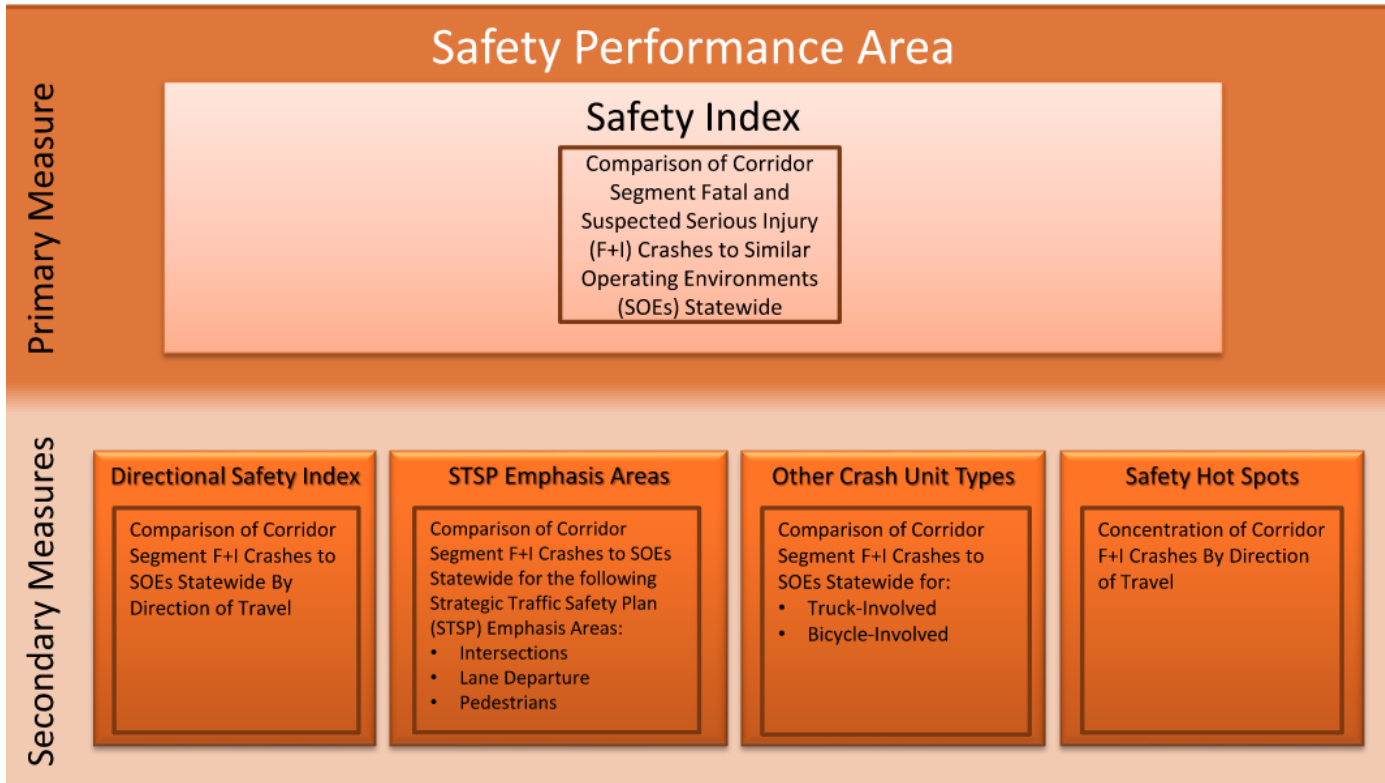 Safety Performance Area
Primary Measure
Safety Index
Comparison of Corridor
Segment Fatal and
Suspected Serious Injury
(F+I) Crashes to Similar
Operating Environments
(SOEs) Statewide
Secondary Measures
Directional Safety Index
Comparison of Corridor
Segment F+I Crashes to
SOEs Statewide By
Direction of Travel
STSP Emphasis Areas
Comparison of Corridor
Segment F+I Crashes to SOEs
Statewide for the following
Strategic Traffic Safety Plan
(STSP) Emphasis Areas:
• Intersections
• Lane Departure
• Pedestrians
Other Crash Unit Types
Comparison of Corridor
Segment F+I Crashes to
SOEs Statewide for:
• Truck-Involved
• Bicycle-Involved
Safety Hot Spots
Concentration of Corridor
F+I Crashes By Direction
of Travel